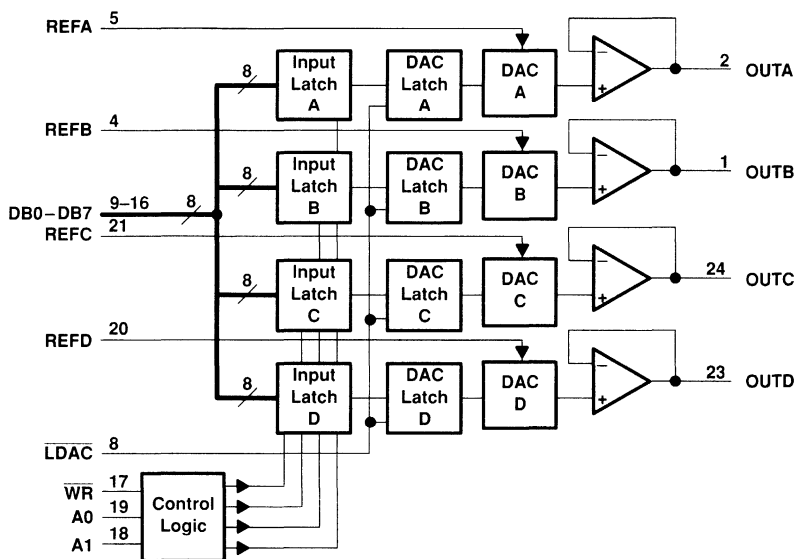 REFA 5
8 Input Latch A
DAC Latch A
DAC A
− +
2 OUTA
REFB 4
8 Input Latch B
DAC Latch B
DAC B
− +
1 OUTB
DB0–DB7 9–16 8
REFC 21
8 Input Latch C
DAC Latch C
DAC C
− +
24 OUTC
REFD 20
8 Input Latch D
DAC Latch D
DAC D
− +
23 OUTD
LDAC 8
WR 17
A0 19
A1 18
Control Logic